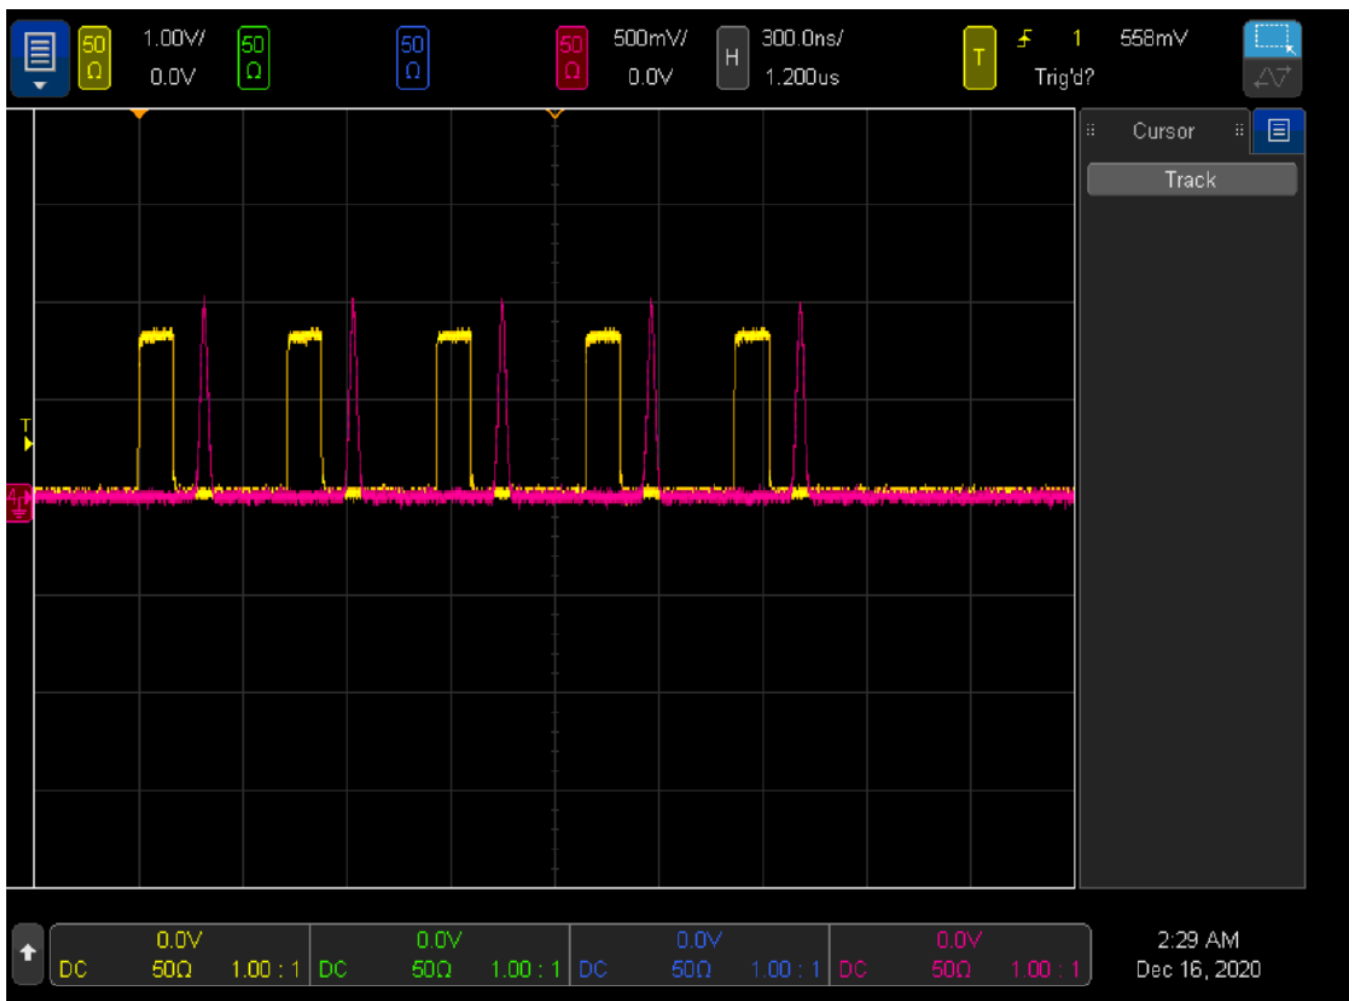 50 Ω 1.00V/ 0.0V
50 Ω
50 Ω
50 Ω 500mV/ 0.0V
H 300.0ns/ 1.200us
T 1 558mV
Trig'd?
Cursor
Track
T
4
0.0V 0.0V 0.0V 0.0V
DC 50Ω 1.00 : 1 DC 50Ω 1.00 : 1 DC 50Ω 1.00 : 1 DC 50Ω 1.00 : 1
2:29 AM
Dec 16, 2020